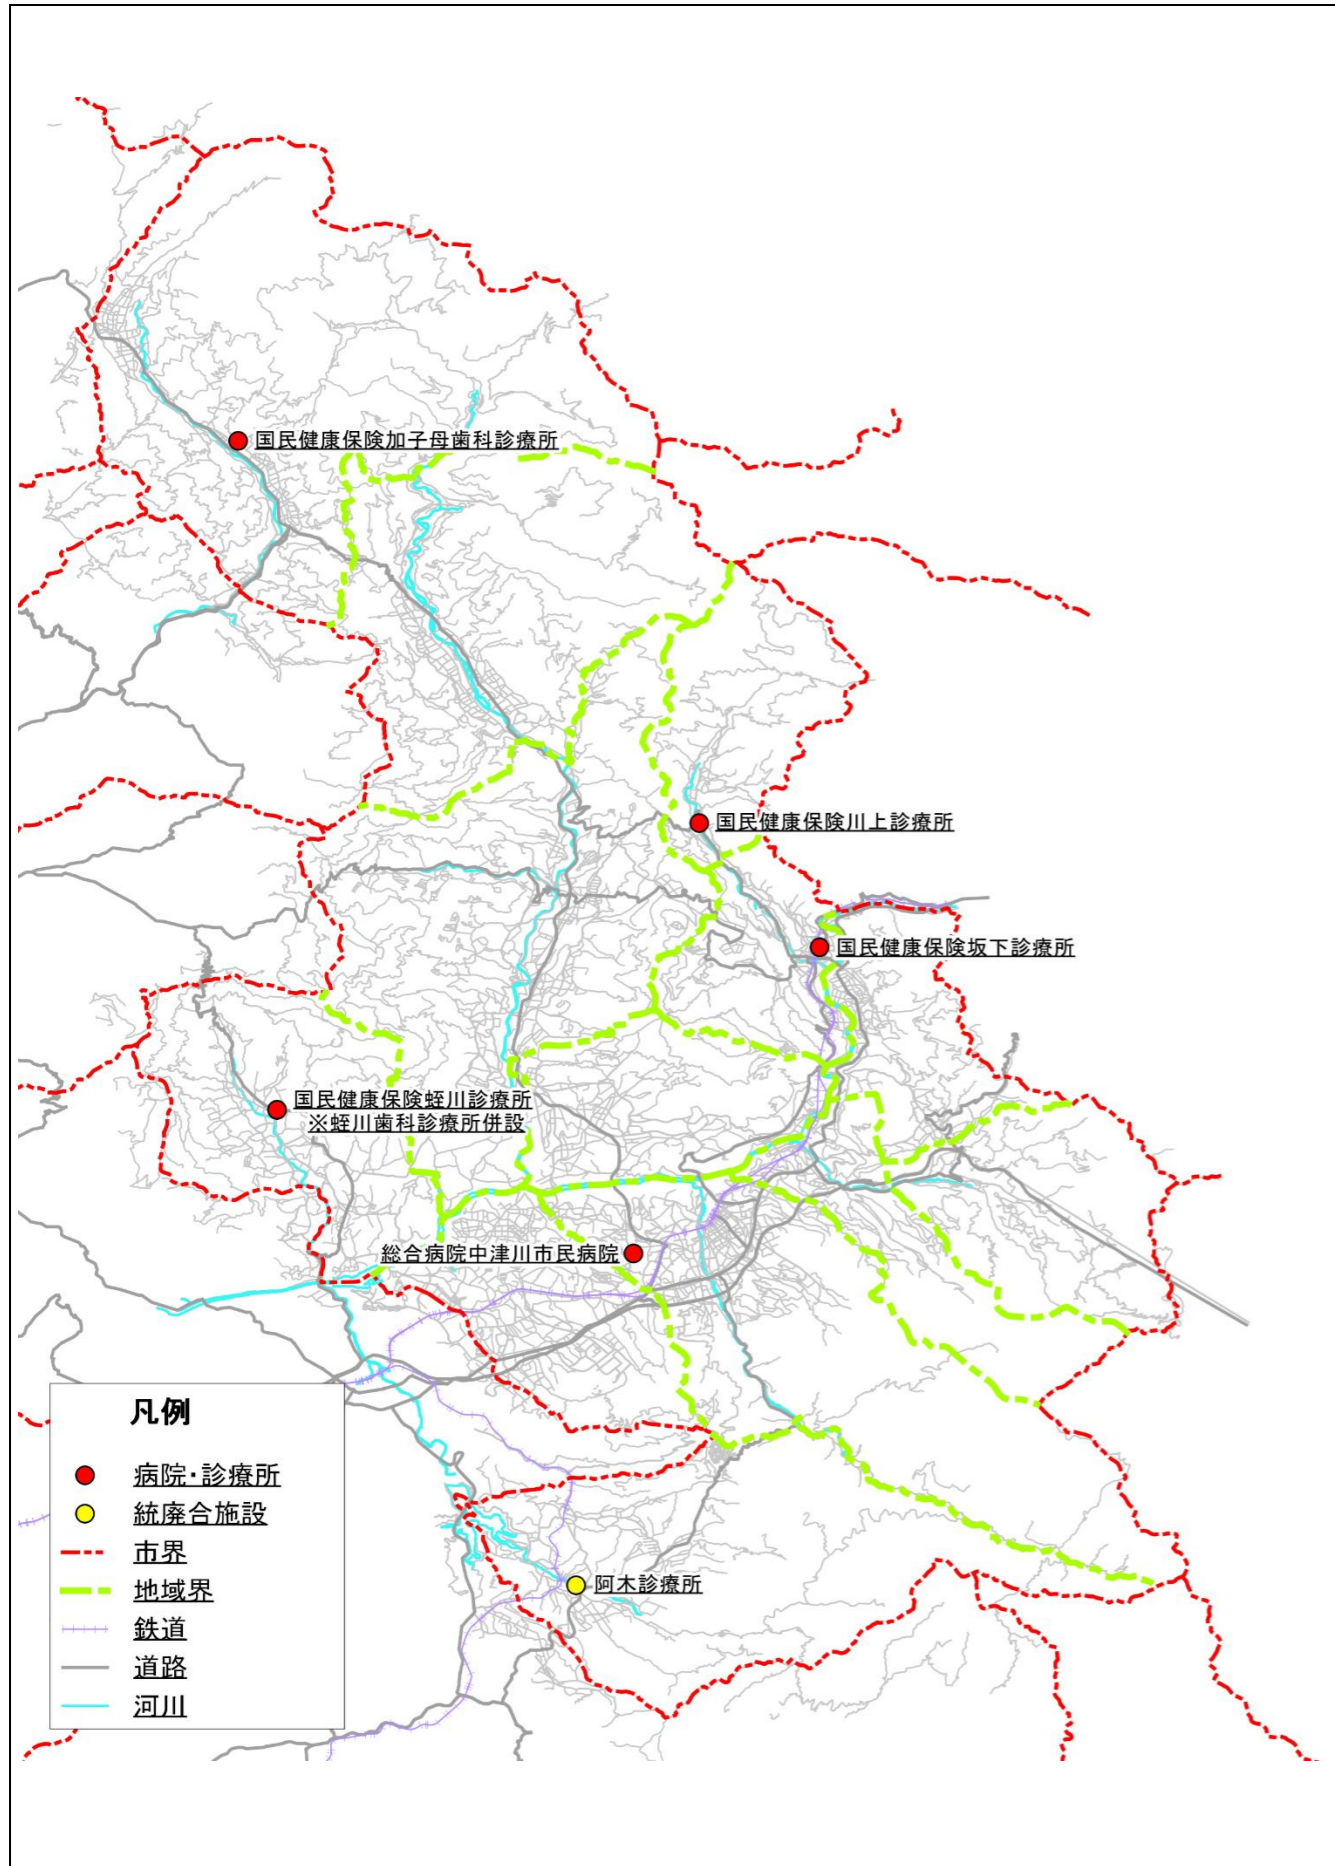 国民健康保険加子母歯科診療所
国民健康保険川上診療所
国民健康保険坂下診療所
国民健康保険蛭川診療所
※蛭川歯科診療所併設
総合病院中津川市民病院
阿木診療所
凡例
病院・診療所
統廃合施設
市界
地域界
鉄道
道路
河川